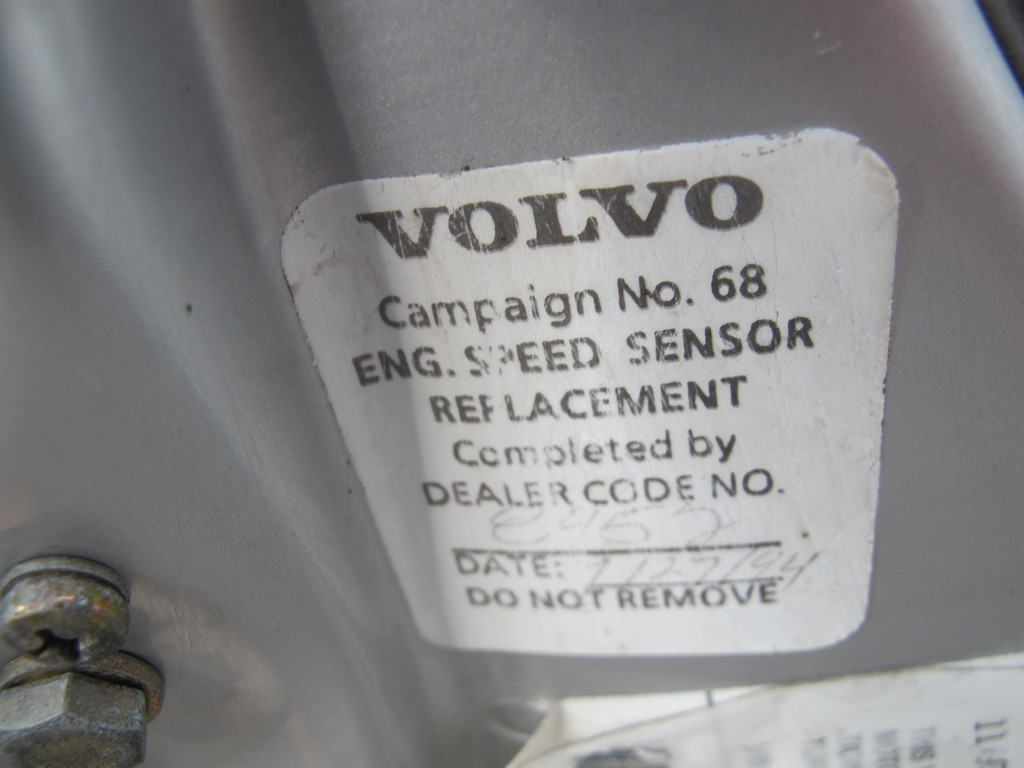 VOLVO
Campaign No. 68
ENG. SPEED SENSOR
REPLACEMENT
Completed by
DEALER CODE NO.
DATE:
DO NOT REMOVE